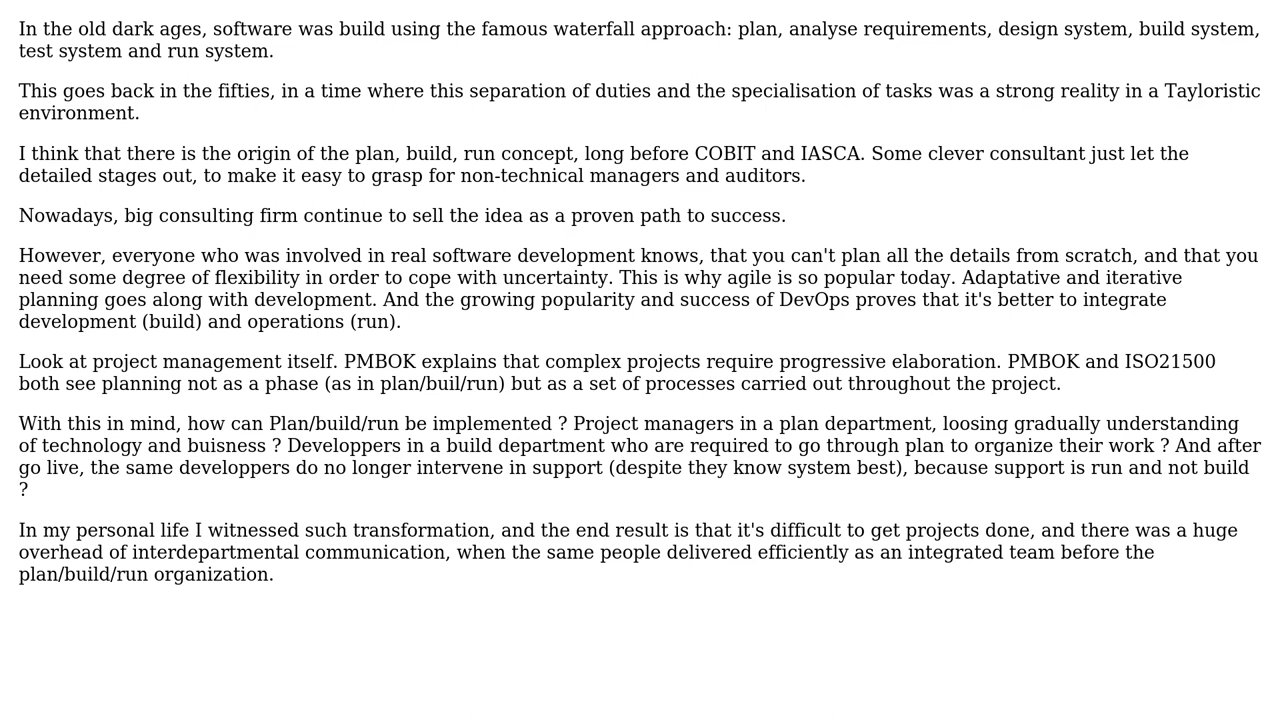 In the old dark ages, software was build using the famous waterfall approach: plan, analyse requirements, design system, build system,
test system and run system.
This goes back in the fifties, in a time where this separation of duties and the specialisation of tasks was a strong reality in a Tayloristic
environment.
I think that there is the origin of the plan, build, run concept, long before COBIT and IASCA. Some clever consultant just let the
detailed stages out, to make it easy to grasp for non-technical managers and auditors.
Nowadays, big consulting firm continue to sell the idea as a proven path to success.
However, everyone who was involved in real software development knows, that you can't plan all the details from scratch, and that you
need some degree of flexibility in order to cope with uncertainty. This is why agile is so popular today. Adaptative and iterative
planning goes along with development. And the growing popularity and success of DevOps proves that it's better to integrate
development (build) and operations (run).
Look at project management itself. PMBOK explains that complex projects require progressive elaboration. PMBOK and ISO21500
both see planning not as a phase (as in plan/buil/run) but as a set of processes carried out throughout the project.
With this in mind, how can Plan/build/run be implemented ? Project managers in a plan department, loosing gradually understanding
of technology and buisness ? Developpers in a build department who are required to go through plan to organize their work ? And after
go live, the same developpers do no longer intervene in support (despite they know system best), because support is run and not build
?
In my personal life I witnessed such transformation, and the end result is that it's difficult to get projects done, and there was a huge
overhead of interdepartmental communication, when the same people delivered efficiently as an integrated team before the
plan/build/run organization.